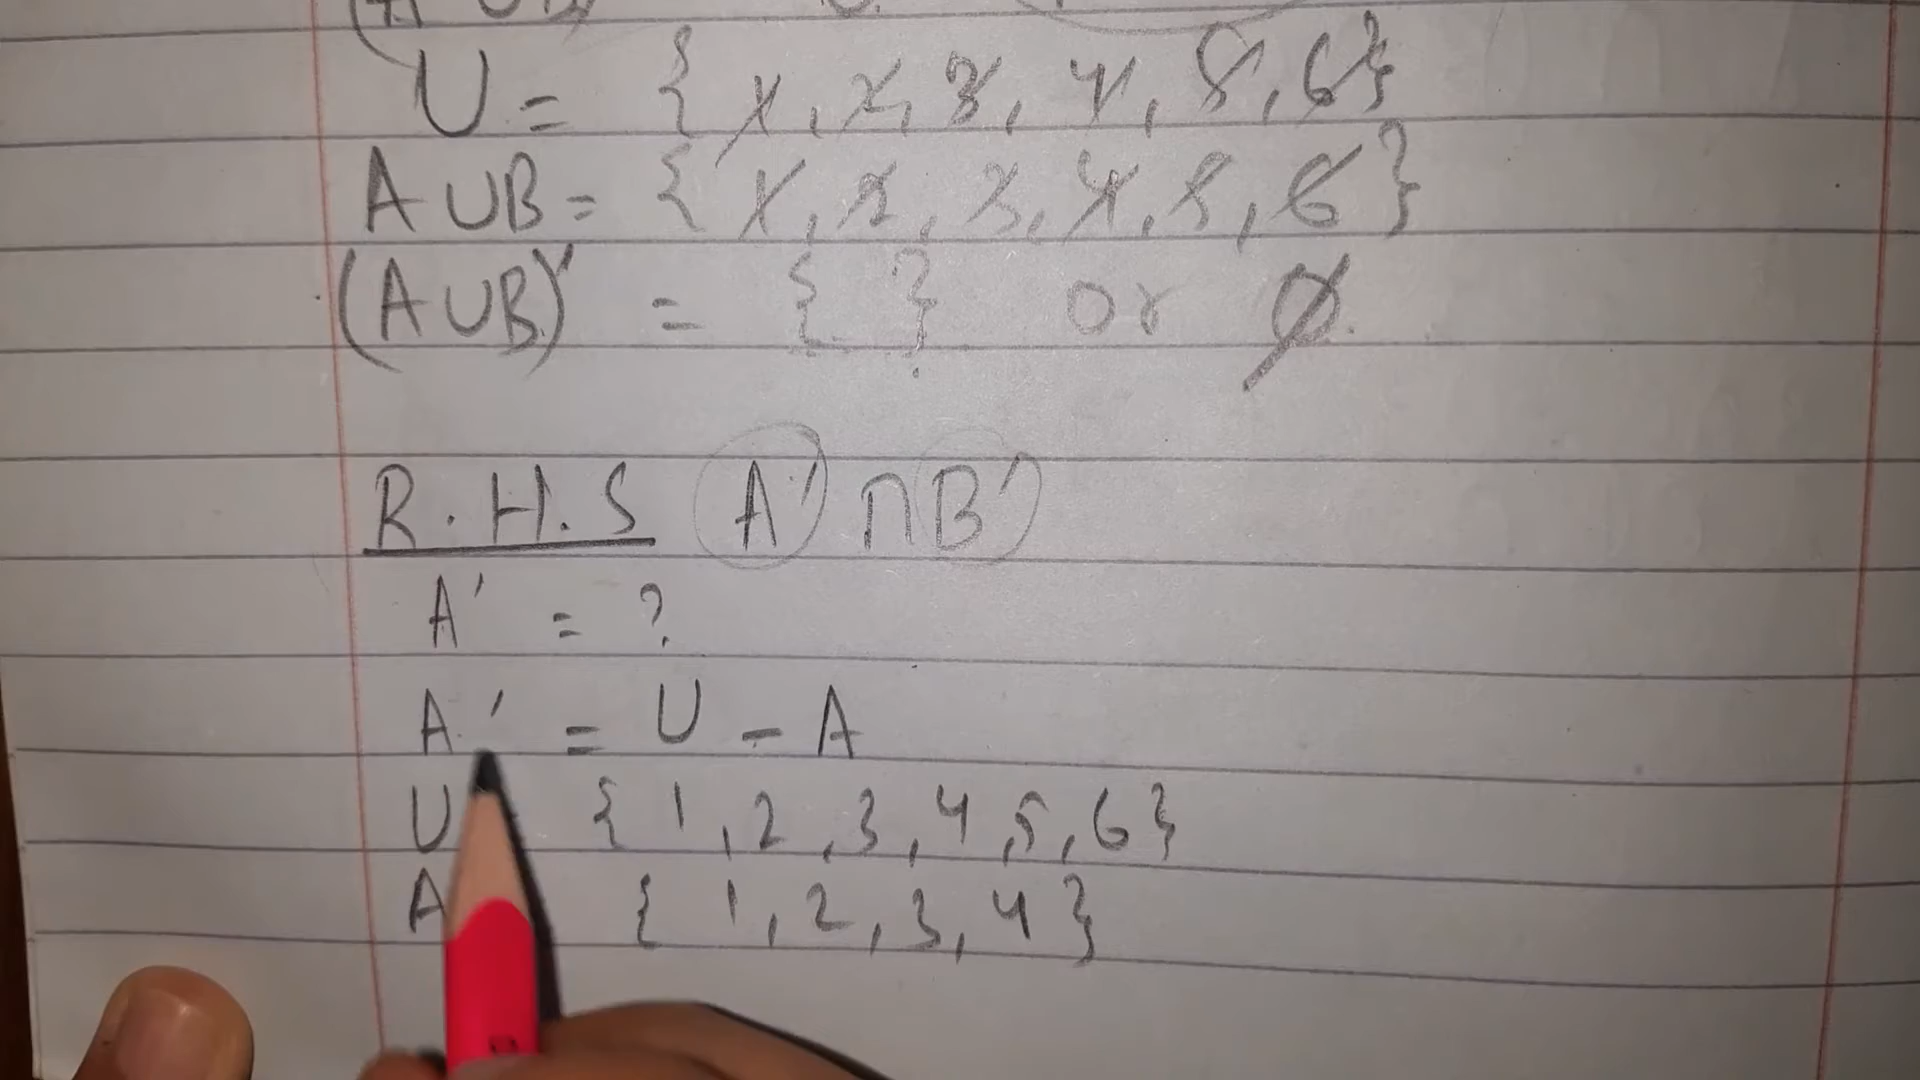 U = { 1, 2, 3, 4, 5, 6}
A ∪ B = { 1, 2, 3, 4, 5, 6 }
(A ∪ B)' = { } or ø
R.H.S A' ∩ B'
A' = ?
A' = U - A
U { 1, 2, 3, 4, 5, 6 }
A { 1, 2, 3, 4 }